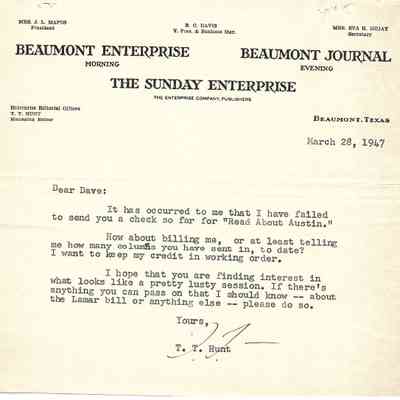 MRS. J. L. MAPES
President
B. C. DAVIS
V. Pres. & Business Mgr.
MRS. EVA H. 
Secretary
BEAUMONT ENTERPRISE
MORNING
BEAUMONT JOURNAL
EVENING
THE SUNDAY ENTERPRISE
THE ENTERPRISE COMPANY, PUBLISHERS
Enterprise Editorial Offices
T. T. HUNT
Managing Editor
BEAUMONT, TEXAS
March 28, 1947
Dear Dave:
It has occurred to me that I have failed
to send you a check so far for "Read About Austin."
How about billing me, or at least telling
me how many columns you have sent in, to date?
I want to keep my credit in working order.
I hope that you are finding interest in
what looks like a pretty lusty session. If there's
anything you can pass on that I should know -- about
the Lamar bill or anything else -- please do so.
Yours,
T. T. Hunt